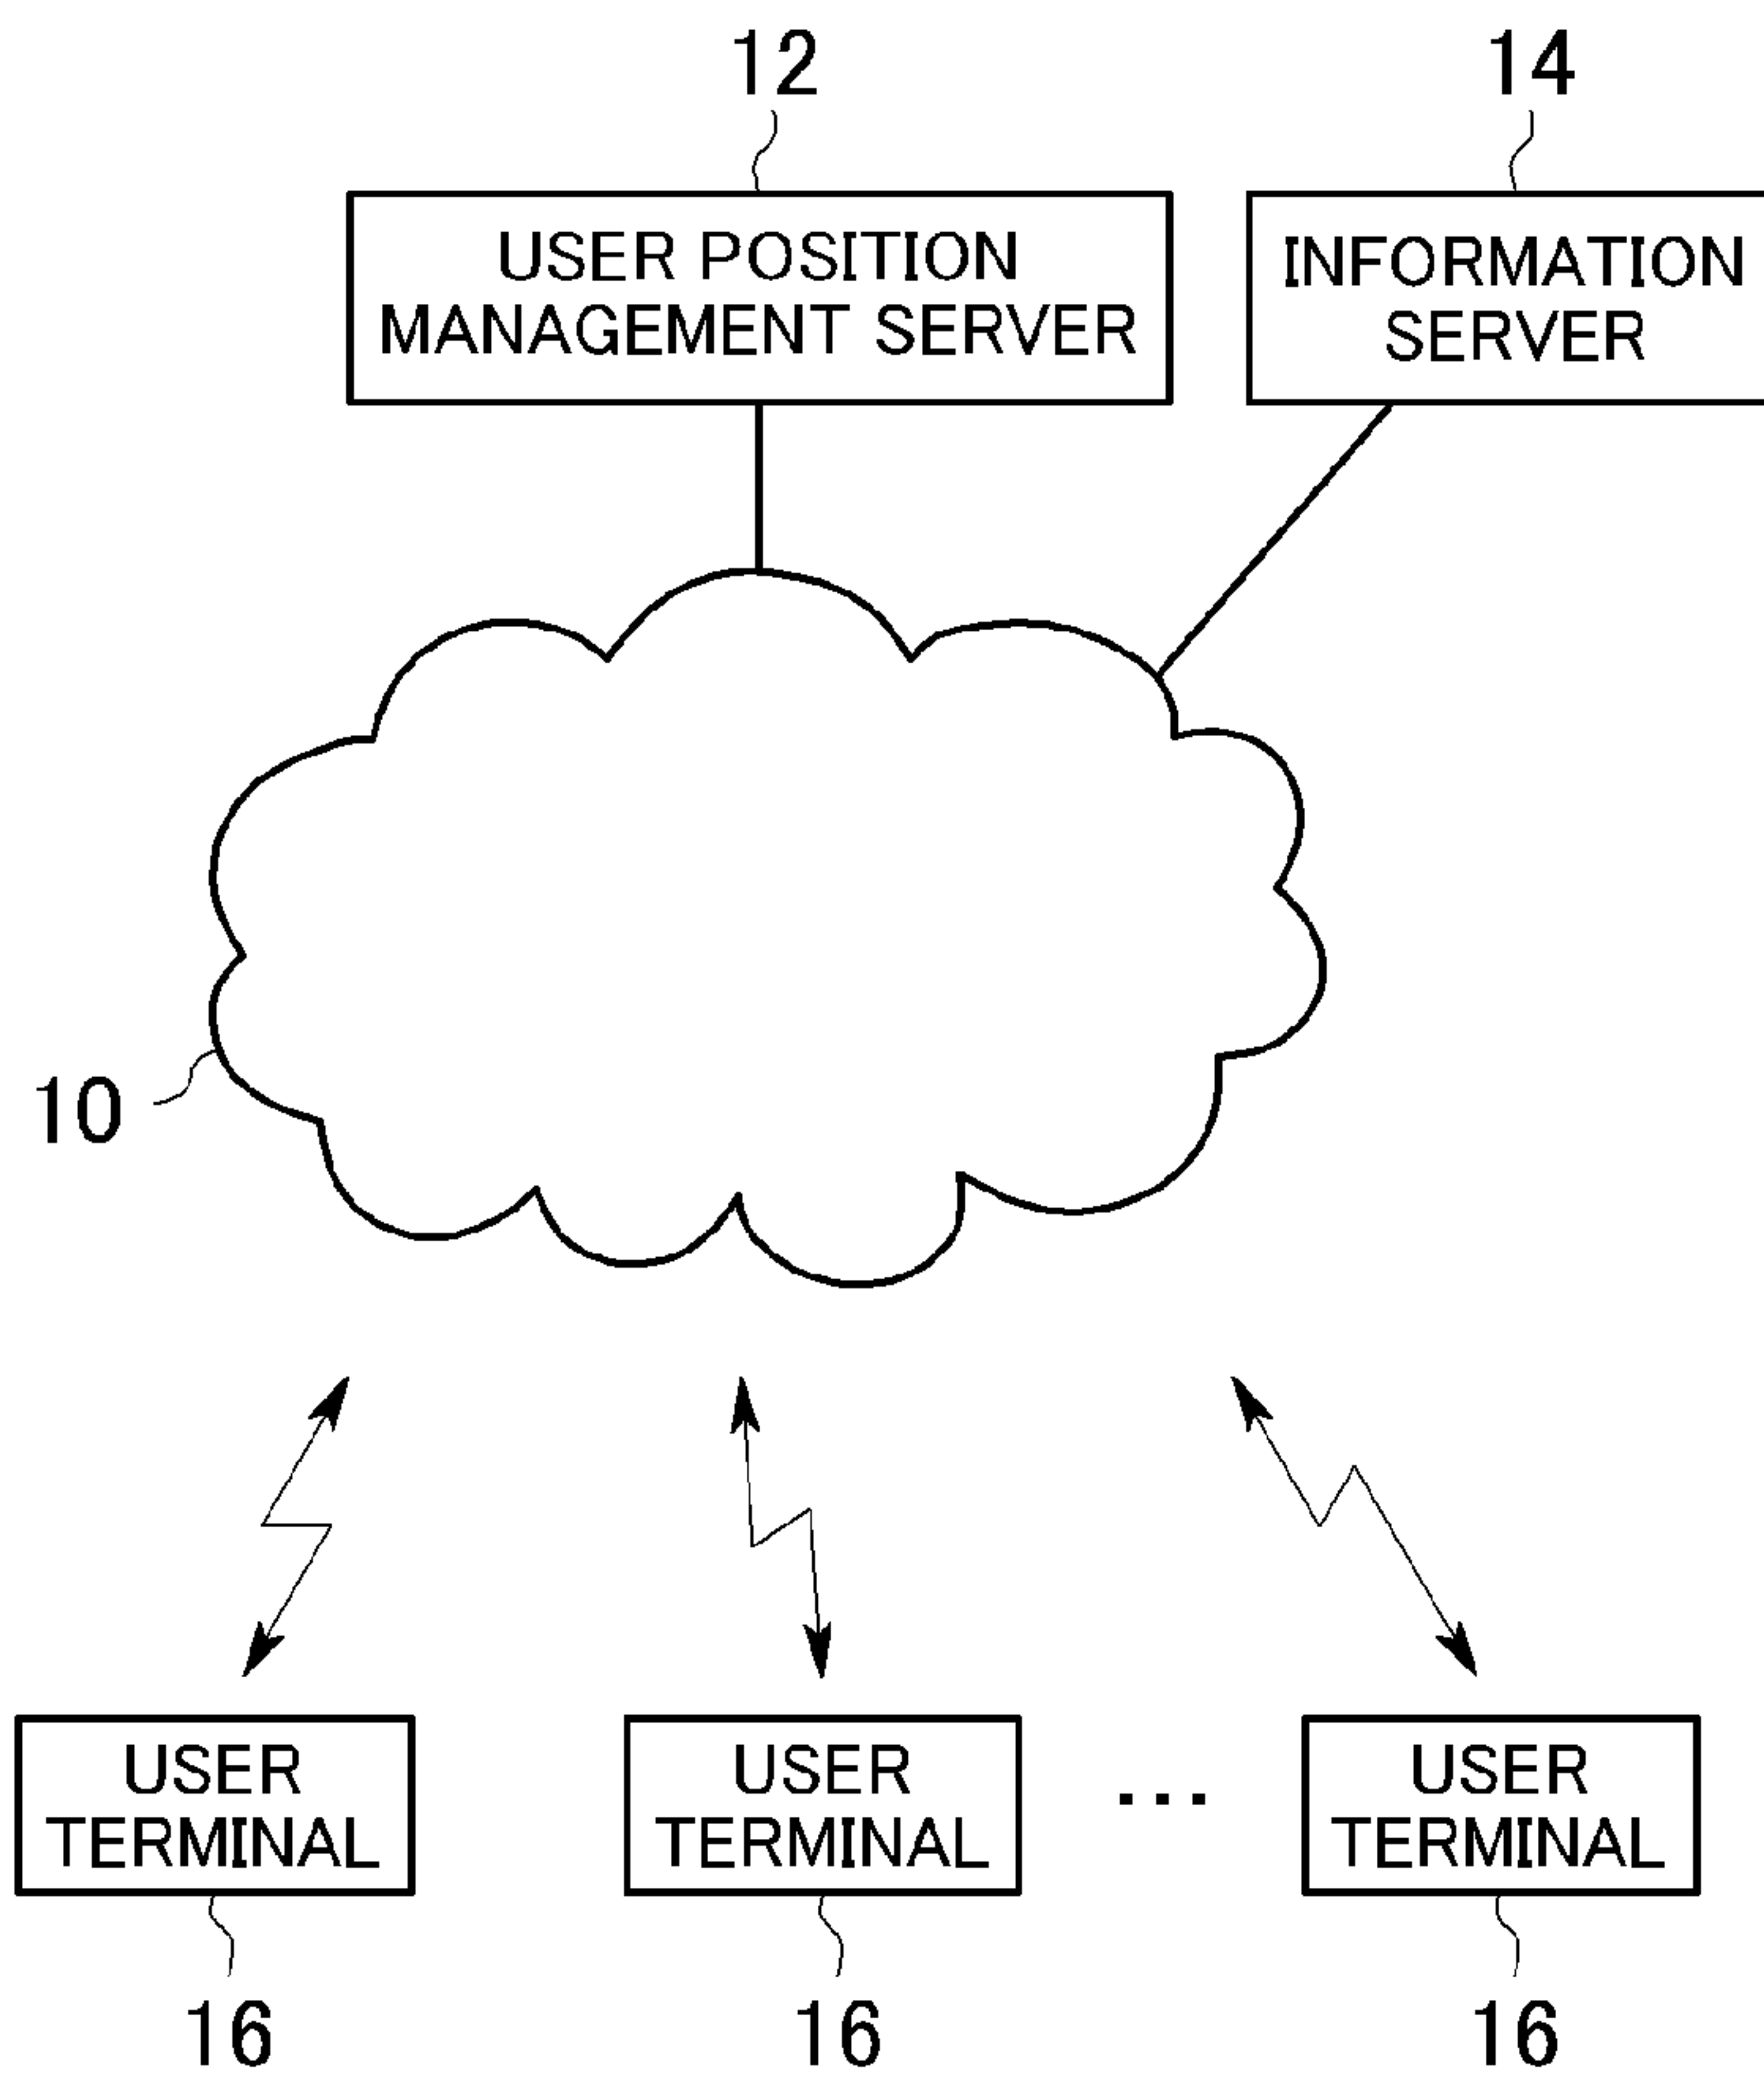 12
14
USER POSITION
MANAGEMENT SERVER
INFORMATION
SERVER
10
USER
TERMINAL
USER
TERMINAL
...
USER
TERMINAL
16
16
16